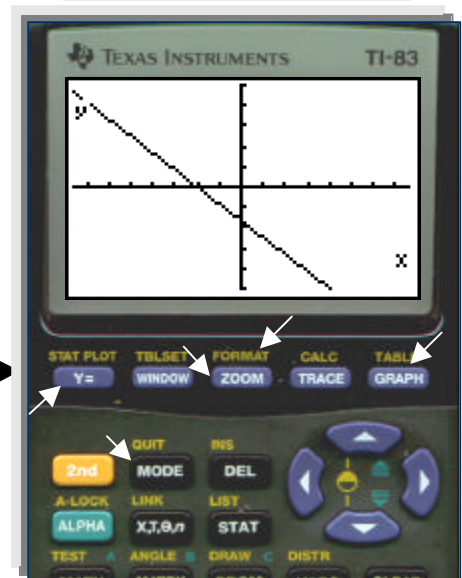 TEXAS INSTRUMENTS TI-83
y
x
STAT PLOT TBLSET FORMAT CALC TABLE
Y= WINDOW ZOOM TRACE GRAPH
QUIT INS
2nd MODE DEL
A-LOCK LINK LIST
ALPHA X,T,θ,n STAT
TEST A ANGLE B DRAW C DISTR